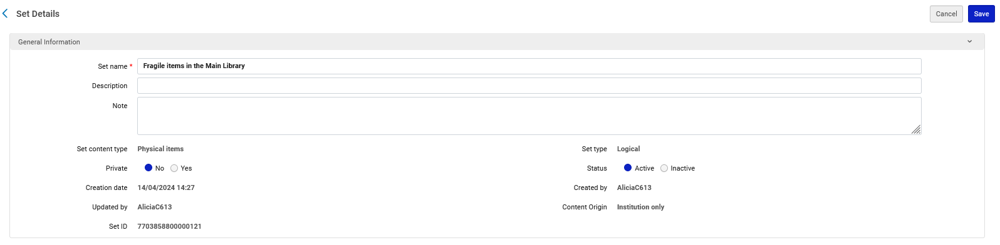 Set Details
Cancel Save
General Information
Set name * Fragile items in the Main Library
Description
Note
Set content type Physical items Set type Logical
Private No Yes Status Active Inactive
Creation date 14/04/2024 14:27 Created by AliciaC613
Updated by AliciaC613 Content Origin Institution only
Set ID 7703858800000121